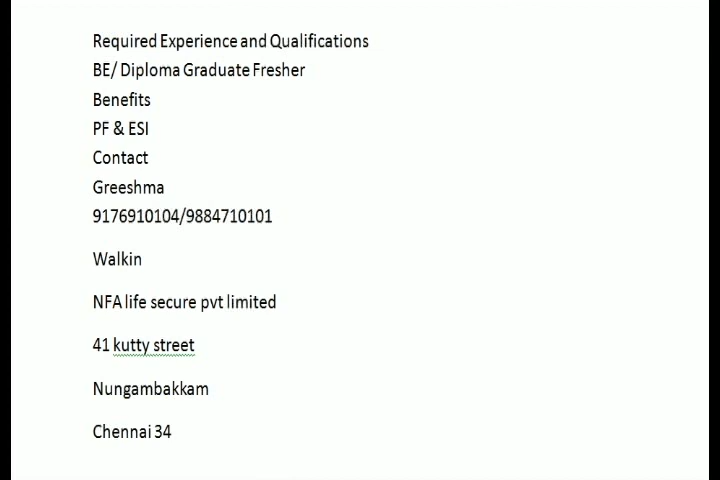 Required Experience and Qualifications
BE/ Diploma Graduate Fresher
Benefits
PF & ESI
Contact
Greeshma
9176910104/9884710101
Walkin
NFA life secure pvt limited
41 kutty street
Nungambakkam
Chennai 34